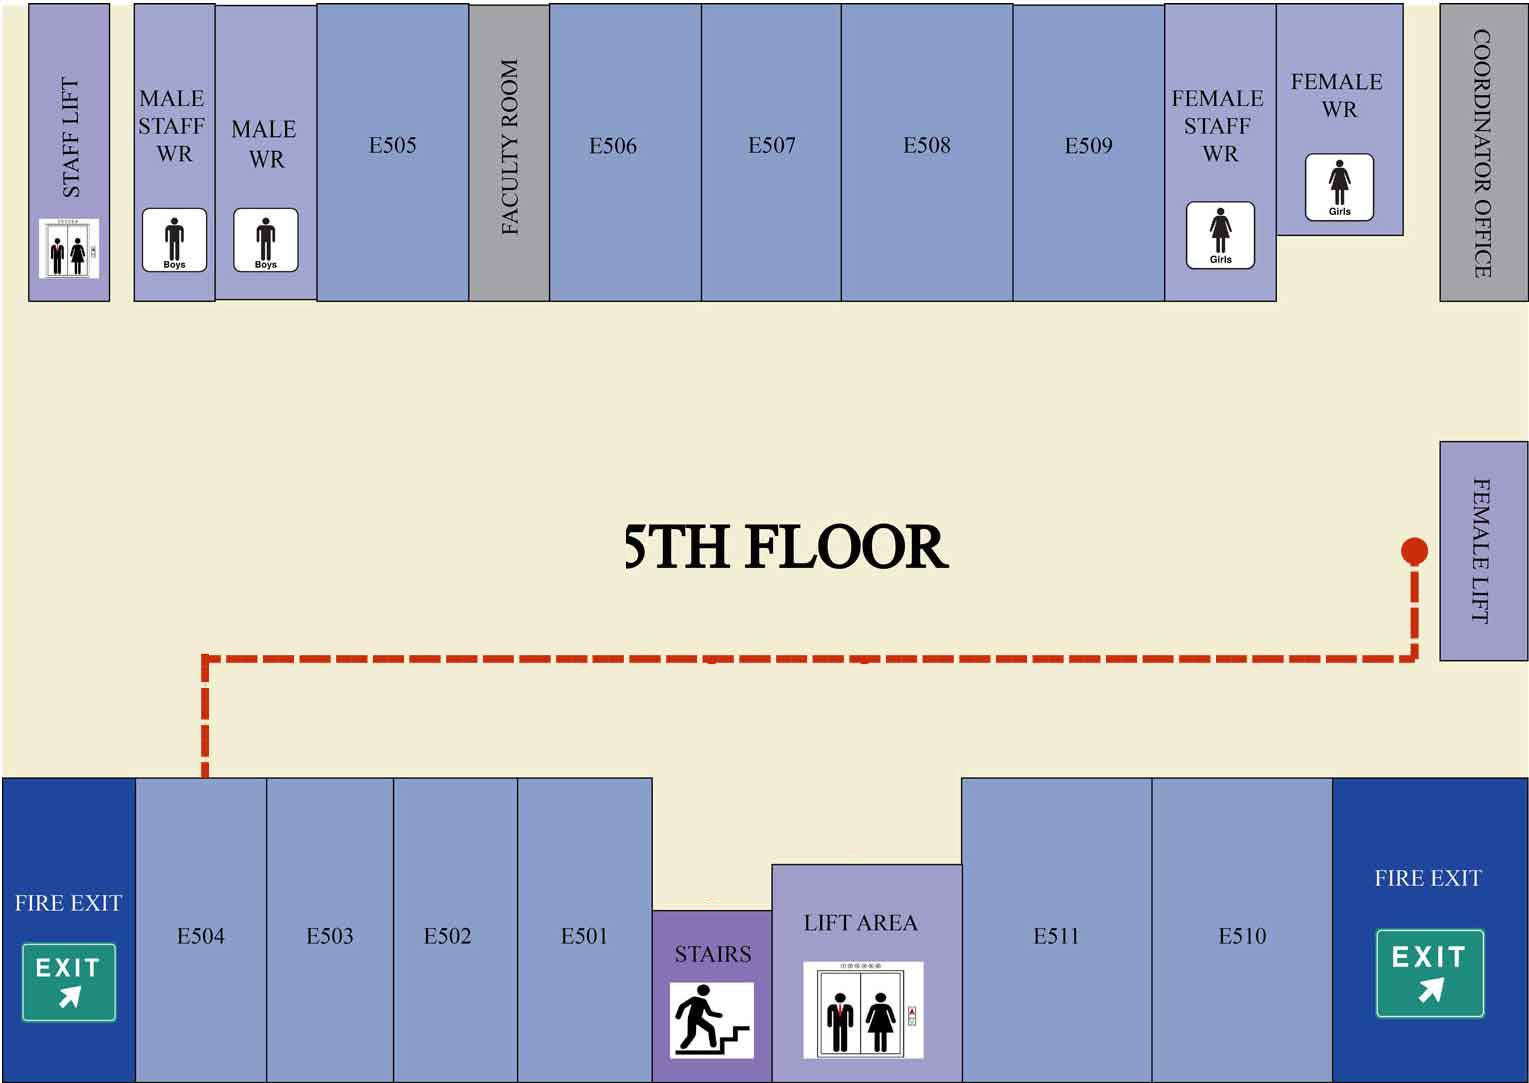 STAFF LIFT
MALE
STAFF
WR
Boys
MALE
WR
Boys
E505
FACULTY ROOM
E506
E507
E508
E509
FEMALE
STAFF
WR
Girls
FEMALE
WR
Girls
COORDINATOR OFFICE
5TH FLOOR
FEMALE LIFT
FIRE EXIT
EXIT
E504
E503
E502
E501
STAIRS
LIFT AREA
E511
E510
FIRE EXIT
EXIT